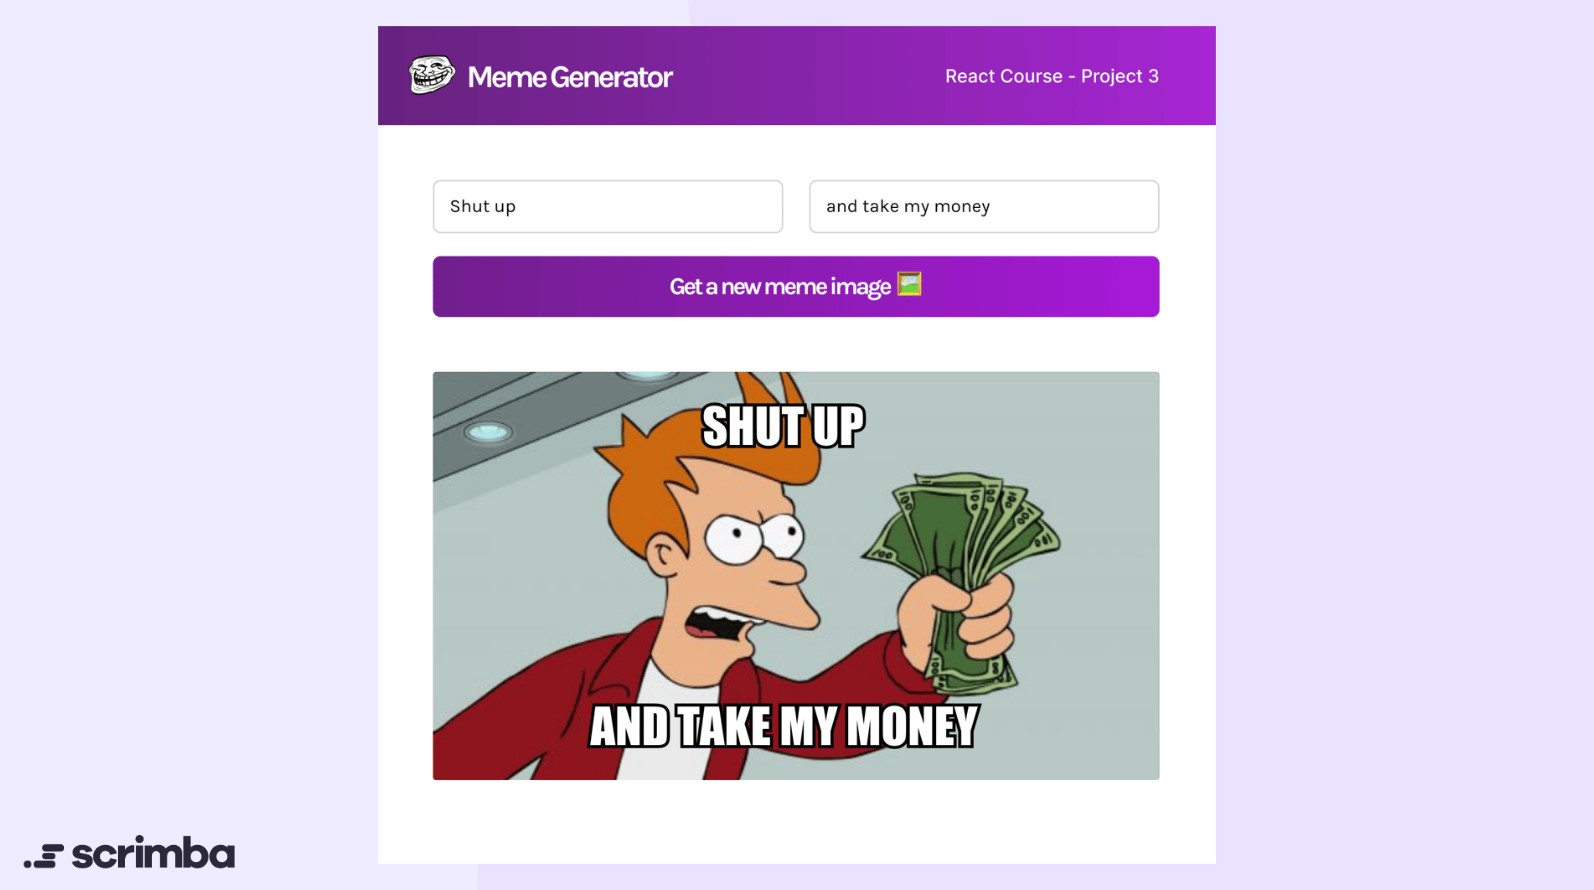 Meme Generator
React Course - Project 3
Shut up
and take my money
Get a new meme image
SHUT UP
AND TAKE MY MONEY
scrimba